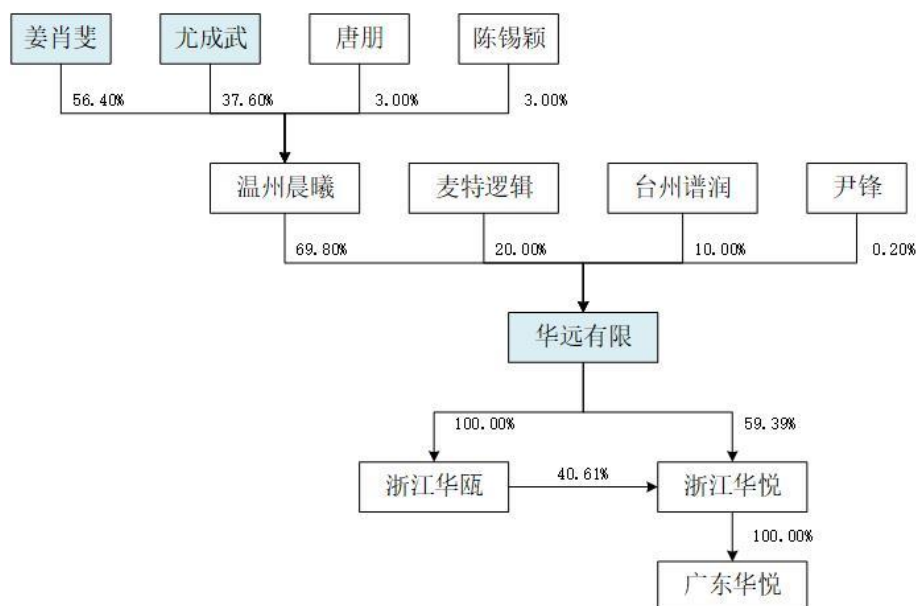 姜肖斐 尤成武 唐朋 陈锡颖
56.40% 37.60% 3.00% 3.00%
温州晨曦 麦特逻辑 台州谱润 尹锋
69.80% 20.00% 10.00% 0.20%
华远有限
100.00% 59.39%
浙江华瓯 40.61% 浙江华悦
100.00%
广东华悦